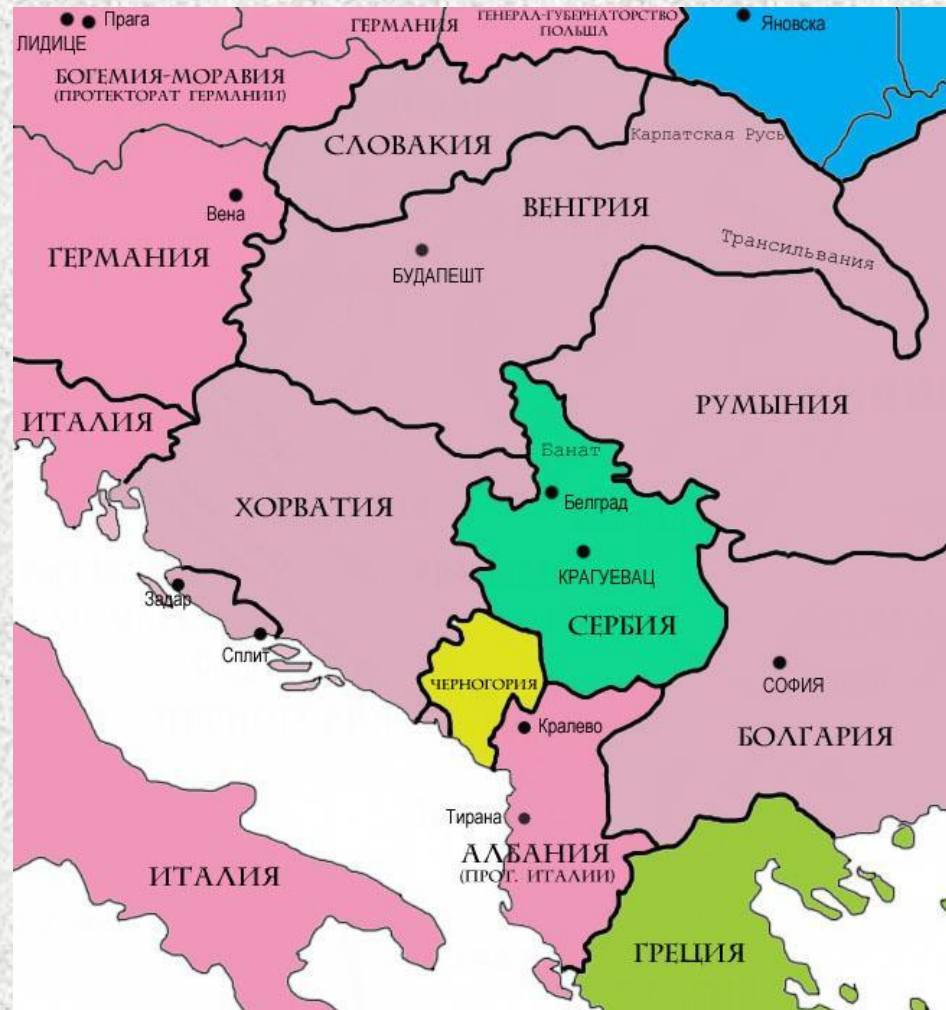 Прага
ЛИДИЦЕ
ГЕРМАНИЯ
ГЕНЕРАЛ-ГУБЕРНАТОРСТВО
ПОЛЬША
Яновска
БОГЕМИЯ-МОРАВИЯ
(ПРОТЕКТОРАТ ГЕРМАНИИ)
СЛОВАКИЯ
Карпатская Русь
Вена
ВЕНГРИЯ
ГЕРМАНИЯ
Трансильвания
БУДАПЕШТ
ИТАЛИЯ
РУМЫНИЯ
Банат
ХОРВАТИЯ
Белград
КРАГУЕВАЦ
Задар
СЕРБИЯ
Сплит
ЧЕРНОГОРИЯ
СОФИЯ
Кралево
БОЛГАРИЯ
Тирана
АЛБАНИЯ
(ПРОТ. ИТАЛИИ)
ИТАЛИЯ
ГРЕЦИЯ